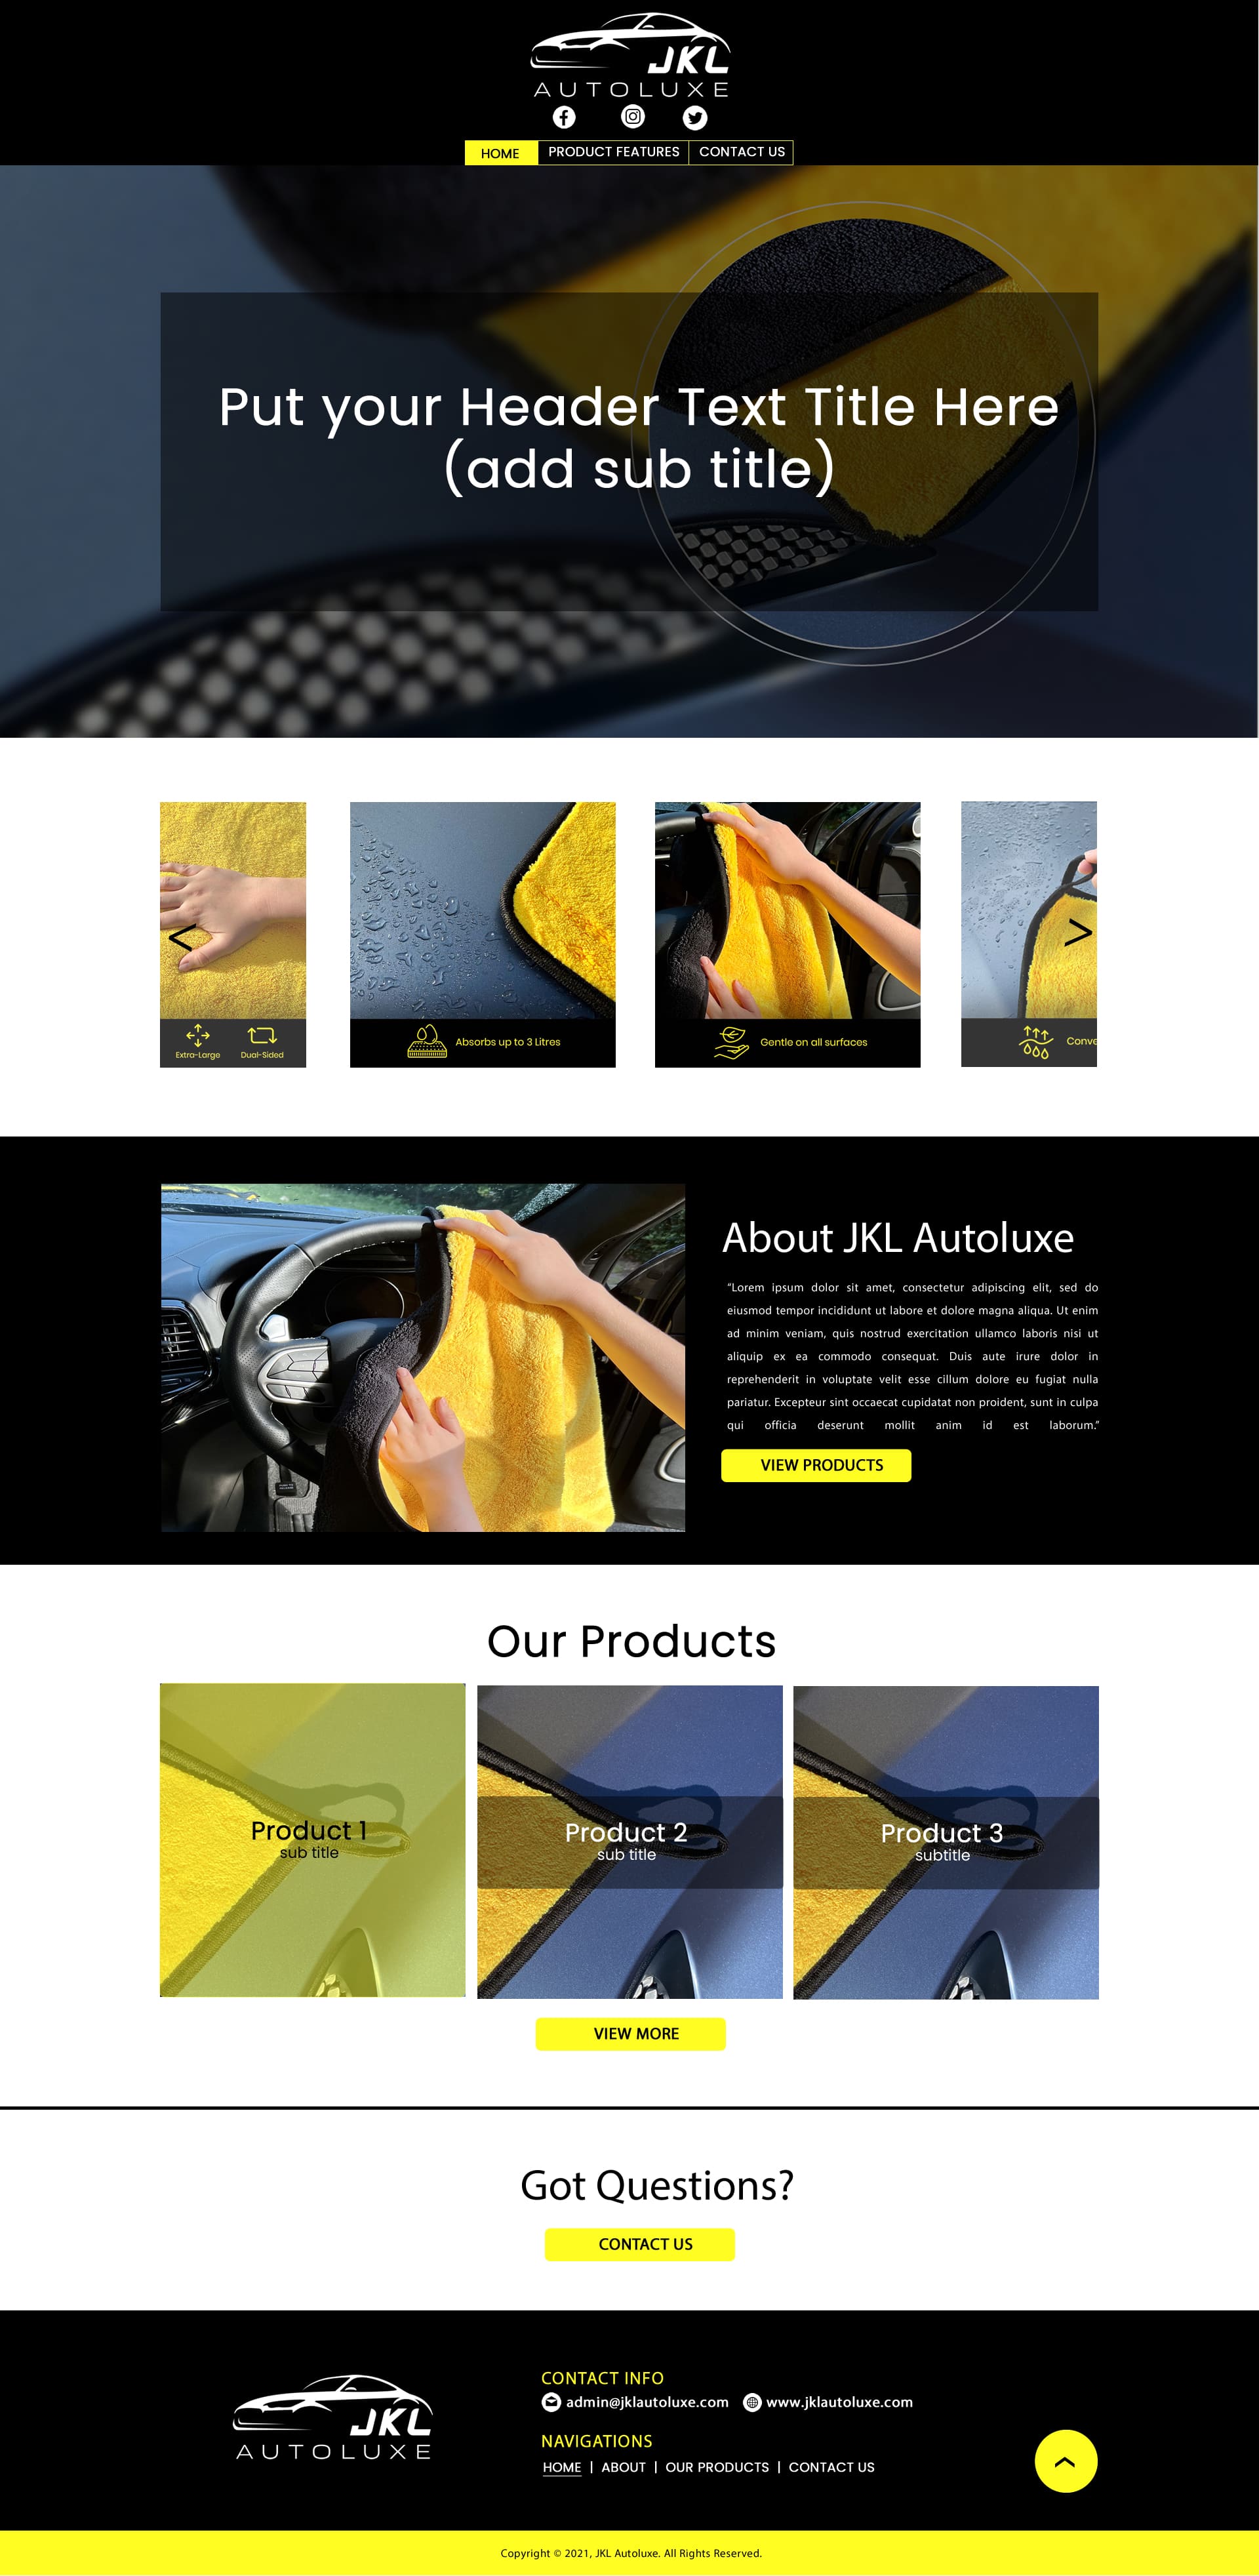 JKL
AUTOLUXE
HOME
PRODUCT FEATURES
CONTACT US
Put your Header Text Title Here
(add sub title)
<
>
Extra-Large
Dual-Sided
Absorbs up to 3 Litres
Gentle on all surfaces
Conve
About JKL Autoluxe
“Lorem ipsum dolor sit amet, consectetur adipiscing elit, sed do
eiusmod tempor incididunt ut labore et dolore magna aliqua. Ut enim
ad minim veniam, quis nostrud exercitation ullamco laboris nisi ut
aliquip ex ea commodo consequat. Duis aute irure dolor in
reprehenderit in voluptate velit esse cillum dolore eu fugiat nulla
pariatur. Excepteur sint occaecat cupidatat non proident, sunt in culpa
qui officia deserunt mollit anim id est laborum.”
VIEW PRODUCTS
Our Products
Product 1
sub title
Product 2
sub title
Product 3
subtitle
VIEW MORE
Got Questions?
CONTACT US
JKL
AUTOLUXE
CONTACT INFO
admin@jklautoluxe.com
www.jklautoluxe.com
NAVIGATIONS
HOME | ABOUT | OUR PRODUCTS | CONTACT US
Copyright © 2021, JKL Autoluxe. All Rights Reserved.